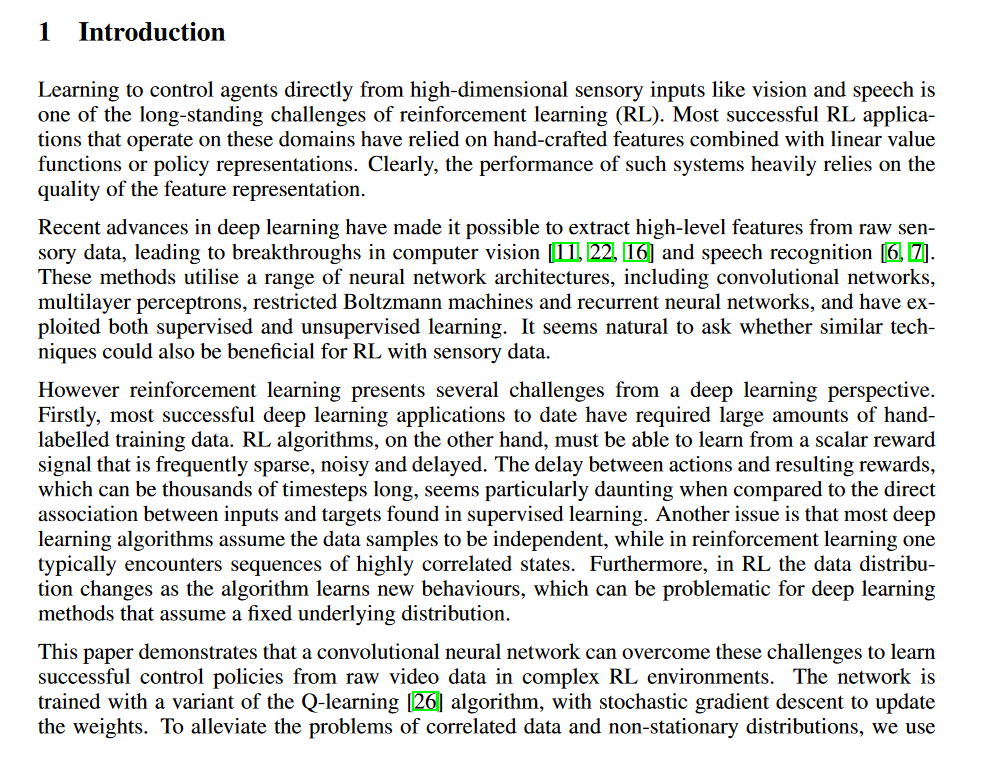 1 Introduction
Learning to control agents directly from high-dimensional sensory inputs like vision and speech is
one of the long-standing challenges of reinforcement learning (RL). Most successful RL applica-
tions that operate on these domains have relied on hand-crafted features combined with linear value
functions or policy representations. Clearly, the performance of such systems heavily relies on the
quality of the feature representation.
Recent advances in deep learning have made it possible to extract high-level features from raw sen-
sory data, leading to breakthroughs in computer vision [11, 22, 16] and speech recognition [6, 7].
These methods utilise a range of neural network architectures, including convolutional networks,
multilayer perceptrons, restricted Boltzmann machines and recurrent neural networks, and have ex-
ploited both supervised and unsupervised learning. It seems natural to ask whether similar tech-
niques could also be beneficial for RL with sensory data.
However reinforcement learning presents several challenges from a deep learning perspective.
Firstly, most successful deep learning applications to date have required large amounts of hand-
labelled training data. RL algorithms, on the other hand, must be able to learn from a scalar reward
signal that is frequently sparse, noisy and delayed. The delay between actions and resulting rewards,
which can be thousands of timesteps long, seems particularly daunting when compared to the direct
association between inputs and targets found in supervised learning. Another issue is that most deep
learning algorithms assume the data samples to be independent, while in reinforcement learning one
typically encounters sequences of highly correlated states. Furthermore, in RL the data distribu-
tion changes as the algorithm learns new behaviours, which can be problematic for deep learning
methods that assume a fixed underlying distribution.
This paper demonstrates that a convolutional neural network can overcome these challenges to learn
successful control policies from raw video data in complex RL environments. The network is
trained with a variant of the Q-learning [26] algorithm, with stochastic gradient descent to update
the weights. To alleviate the problems of correlated data and non-stationary distributions, we use